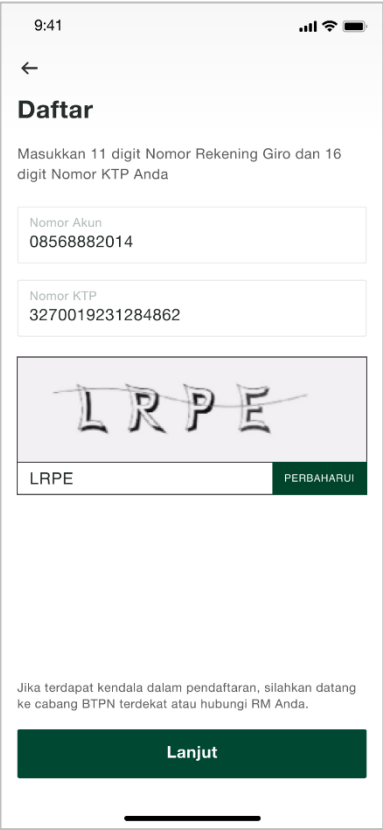 9:41
Daftar
Masukkan 11 digit Nomor Rekening Giro dan 16
digit Nomor KTP Anda
Nomor Akun
08568882014
Nomor KTP
3270019231284862
LRPE
LRPE
PERBAHARUI
Jika terdapat kendala dalam pendaftaran, silahkan datang
ke cabang BTPN terdekat atau hubungi RM Anda.
Lanjut